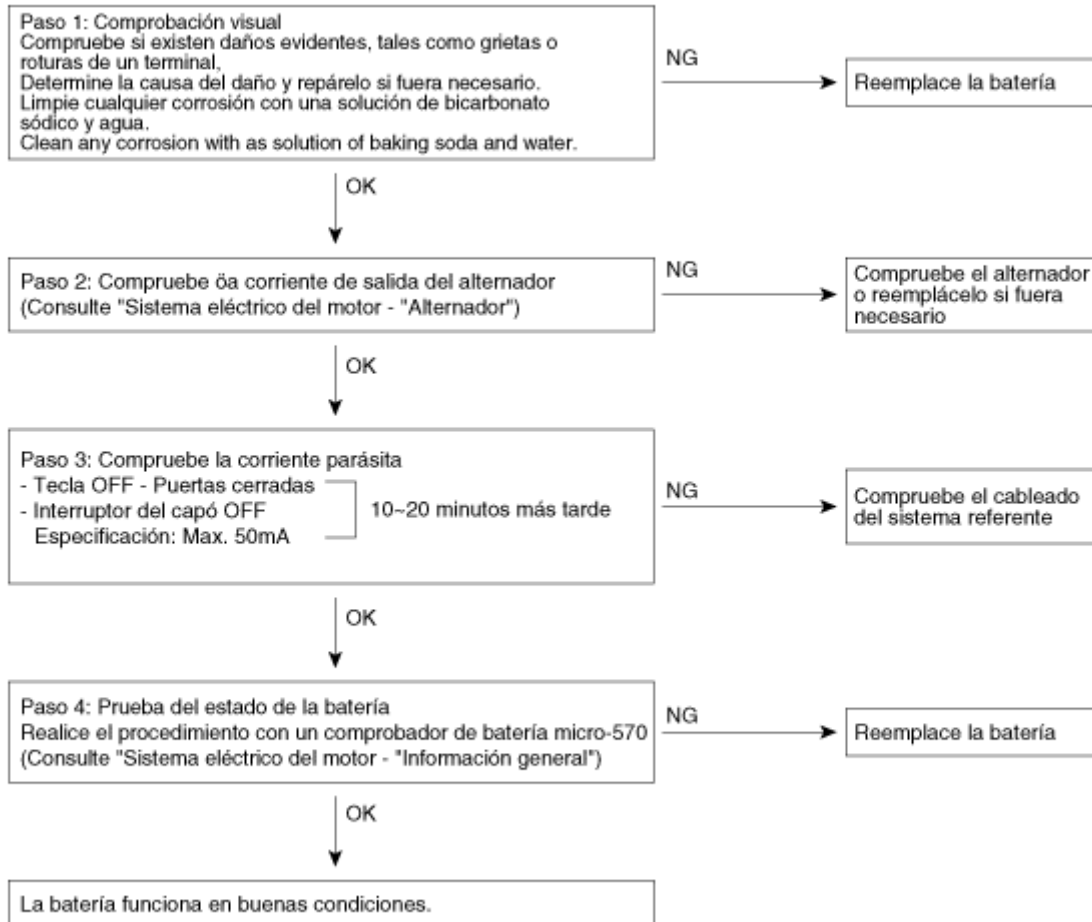 Paso 1: Comprobación visual
Compruebe si existen daños evidentes, tales como grietas o
roturas de un terminal,
Determine la causa del daño y repárelo si fuera necesario.
Limpie cualquier corrosión con una solución de bicarbonato
sódico y agua.
Clean any corrosion with as solution of baking soda and water.
NG
Reemplace la batería
OK
Paso 2: Compruebe öa corriente de salida del alternador
(Consulte "Sistema eléctrico del motor - "Alternador")
NG
Compruebe el alternador
o reemplácelo si fuera
necesario
OK
Paso 3: Compruebe la corriente parásita
- Tecla OFF - Puertas cerradas
- Interruptor del capó OFF
Especificación: Max. 50mA
10~20 minutos más tarde
NG
Compruebe el cableado
del sistema referente
OK
Paso 4: Prueba del estado de la batería
Realice el procedimiento con un comprobador de batería micro-570
(Consulte "Sistema eléctrico del motor - "Información general")
NG
Reemplace la batería
OK
La batería funciona en buenas condiciones.